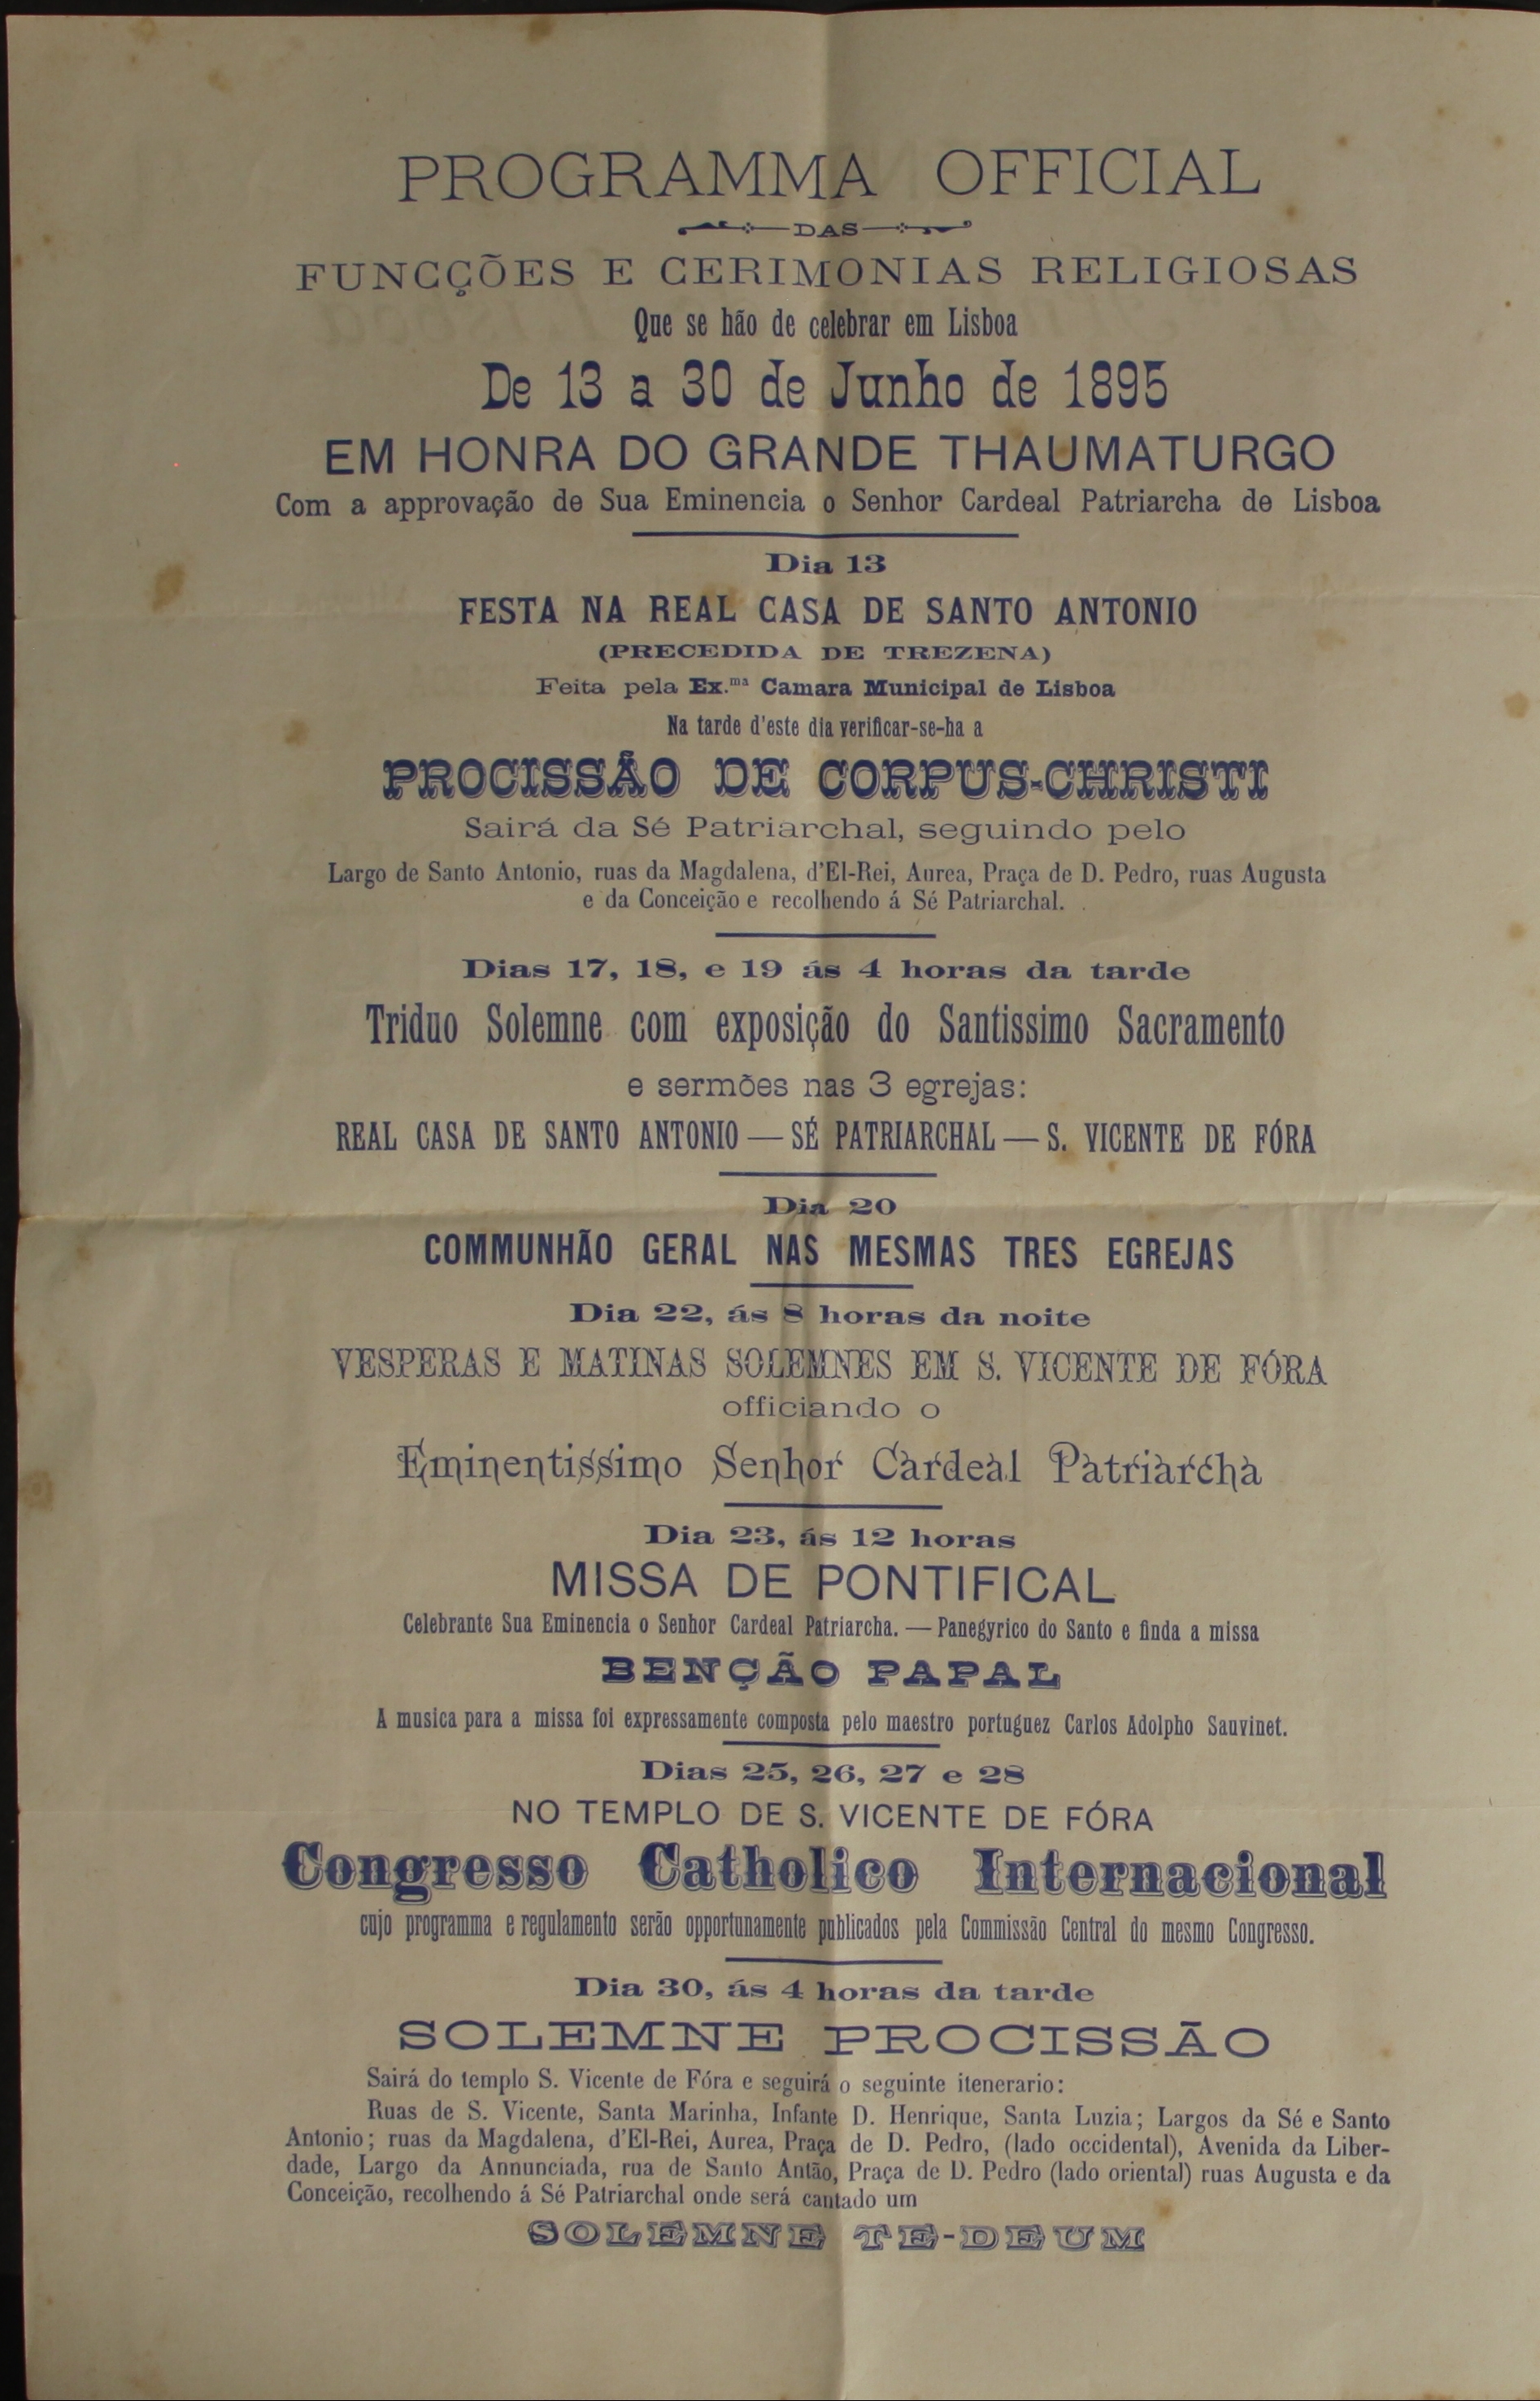 PROGRAMMA OFFICIAL
DAS
FUNCÇÕES E CERIMONIAS RELIGIOSAS
Que se hão de celebrar em Lisboa
De 13 a 30 de Junho de 1895
EM HONRA DO GRANDE THAUMATURGO
Com a approvação de Sua Eminencia o Senhor Cardeal Patriarcha de Lisboa
Dia 13
FESTA NA REAL CASA DE SANTO ANTONIO
(PRECEDIDA DE TREZENA)
Feita pela Ex.ma Camara Municipal de Lisboa
Na tarde d'este dia verificar-se-ha a
PROCISSÃO DE CORPUS-CHRISTI
Sairá da Sé Patriarchal, seguindo pelo
Largo de Santo Antonio, ruas da Magdalena, d'El-Rei, Aurea, Praça de D. Pedro, ruas Augusta
e da Conceição e recolhendo á Sé Patriarchal.
Dias 17, 18, e 19 ás 4 horas da tarde
Triduo Solemne com exposição do Santissimo Sacramento
e sermões nas 3 egrejas:
REAL CASA DE SANTO ANTONIO — SÉ PATRIARCHAL — S. VICENTE DE FÓRA
Dia 20
COMMUNHÃO GERAL NAS MESMAS TRES EGREJAS
Dia 22, ás 8 horas da noite
VESPERAS E MATINAS SOLEMNES EM S. VICENTE DE FÓRA
officiando o
Eminentissimo Senhor Cardeal Patriarcha
Dia 23, ás 12 horas
MISSA DE PONTIFICAL
Celebrante Sua Eminencia o Senhor Cardeal Patriarcha. — Panegyrico do Santo e finda a missa
BENÇÃO PAPAL
A musica para a missa foi expressamente composta pelo maestro portuguez Carlos Adolpho Sauvinet.
Dias 25, 26, 27 e 28
NO TEMPLO DE S. VICENTE DE FÓRA
Congresso Catholico Internacional
cujo programma e regulamento serão opportunamente publicados pela Commissão Central do mesmo Congresso.
Dia 30, ás 4 horas da tarde
SOLEMNE PROCISSÃO
Sairá do templo S. Vicente de Fóra e seguirá o seguinte itenerario:
Ruas de S. Vicente, Santa Marinha, Infante D. Henrique, Santa Luzia; Largos da Sé e Santo
Antonio; ruas da Magdalena, d'El-Rei, Aurea, Praça de D. Pedro, (lado occidental), Avenida da Liber-
dade, Largo da Annunciada, rua de Santo Antão, Praça de D. Pedro (lado oriental) ruas Augusta e da
Conceição, recolhendo á Sé Patriarchal onde será cantado um
SOLEMNE TE-DEUM